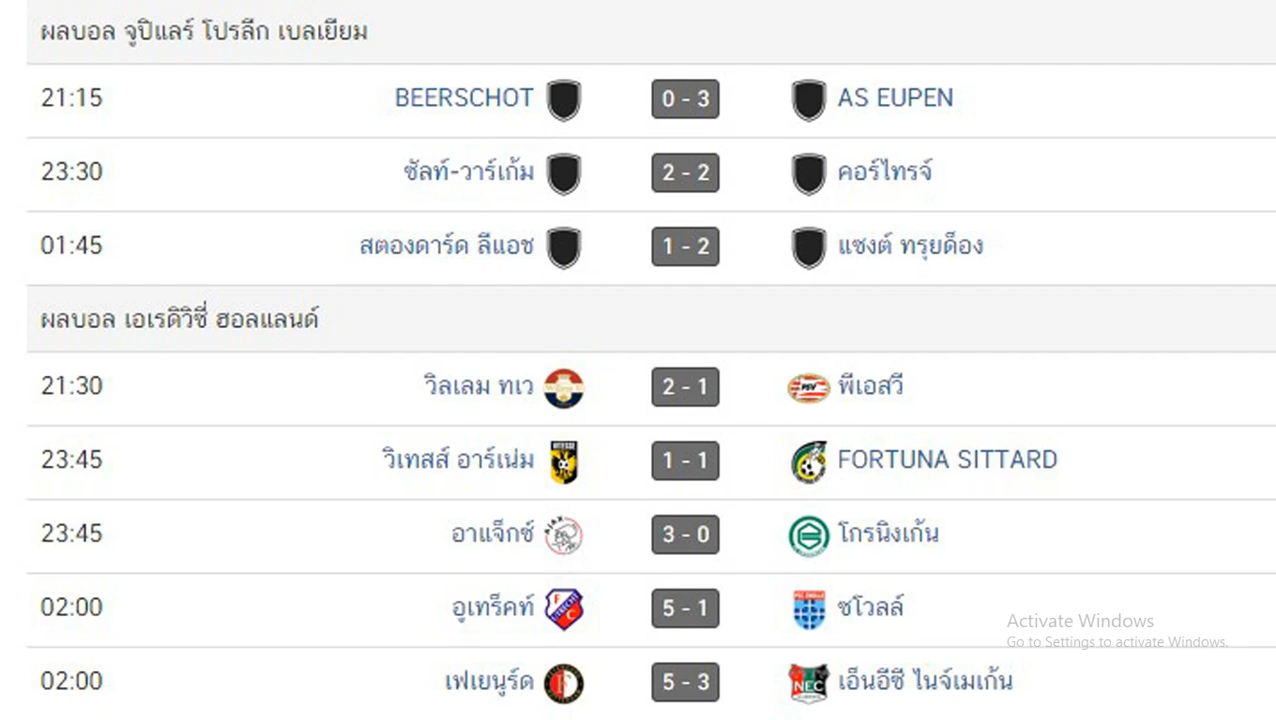 ผลบอล จูปิแลร์ โปรลีก เบลเยียม
21:15 BEERSHOT 0 - 3 AS EUPEN
23:30 ซัลท์-วาร์เก้ม 2 - 2 คอร์ไทรจ์
01:45 สตองดาร์ด ลีแอช 1 - 2 แซงต์ ทรุยด็อง
ผลบอล เอเรดิวิซี่ ฮอลแลนด์
21:30 วิลเลม ทเว 2 - 1 PSV พีเอสวี
23:45 วิเทสส์ อาร์เน่ม VITESSE 1 - 1 FORTUNA SITTARD
23:45 อาแจ็กซ์ AJAX 3 - 0 โกรนิงเก้น
02:00 อูเทร็คท์ F UTRECHT C 5 - 1 ซโวลล์
Activate Windows
Go to Settings to activate Windows.
02:00 เฟเยนูร์ด 5 - 3 NEC เอ็นอีซี ไนจ์เมเก้น